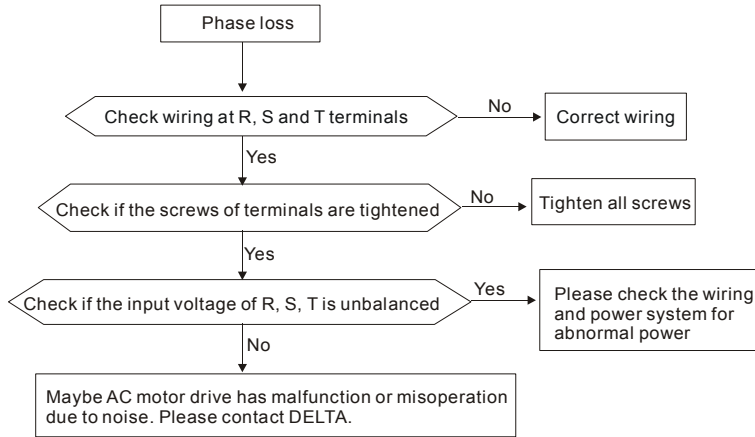 Phase loss
Check wiring at R, S and T terminals
No
Correct wiring
Yes
Check if the screws of terminals are tightened
No
Tighten all screws
Yes
Check if the input voltage of R, S, T is unbalanced
Yes
Please check the wiring
and power system for
abnormal power
No
Maybe AC motor drive has malfunction or misoperation
due to noise. Please contact DELTA.